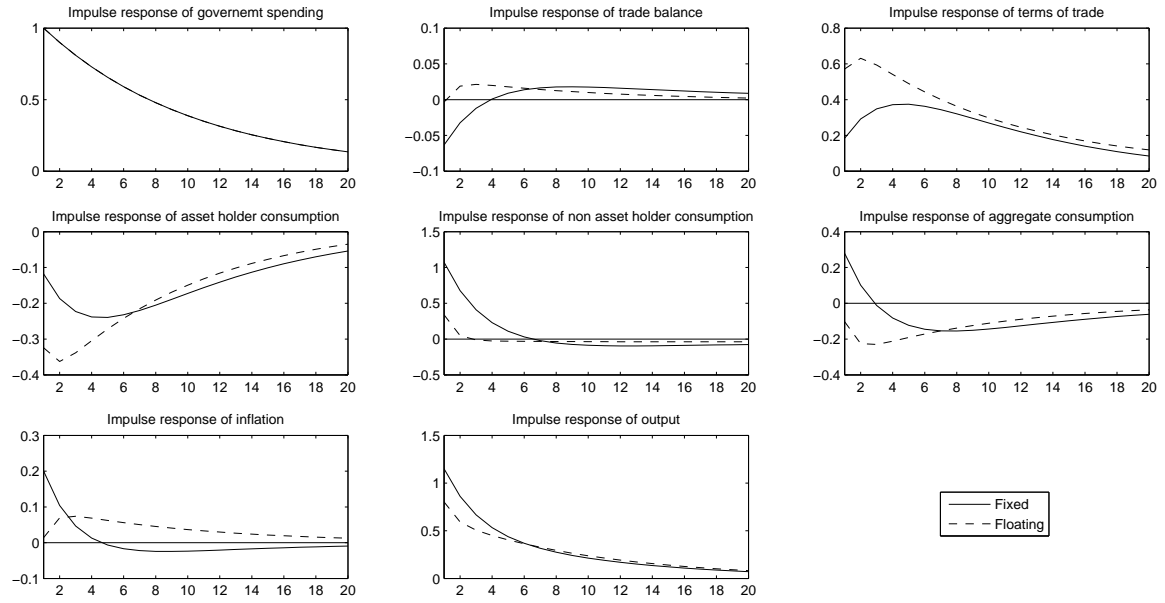 Impulse response of governemt spending
1
0.5
0
2 4 6 8 10 12 14 16 18 20
Impulse response of trade balance
0.1
0.05
0
−0.05
−0.1
2 4 6 8 10 12 14 16 18 20
Impulse response of terms of trade
0.8
0.6
0.4
0.2
0
2 4 6 8 10 12 14 16 18 20
Impulse response of asset holder consumption
0
−0.1
−0.2
−0.3
−0.4
2 4 6 8 10 12 14 16 18 20
Impulse response of non asset holder consumption
1.5
1
0.5
0
−0.5
2 4 6 8 10 12 14 16 18 20
Impulse response of aggregate consumption
0.4
0.2
0
−0.2
−0.4
2 4 6 8 10 12 14 16 18 20
Impulse response of inflation
0.3
0.2
0.1
0
−0.1
2 4 6 8 10 12 14 16 18 20
Impulse response of output
1.5
1
0.5
0
2 4 6 8 10 12 14 16 18 20
Fixed
Floating